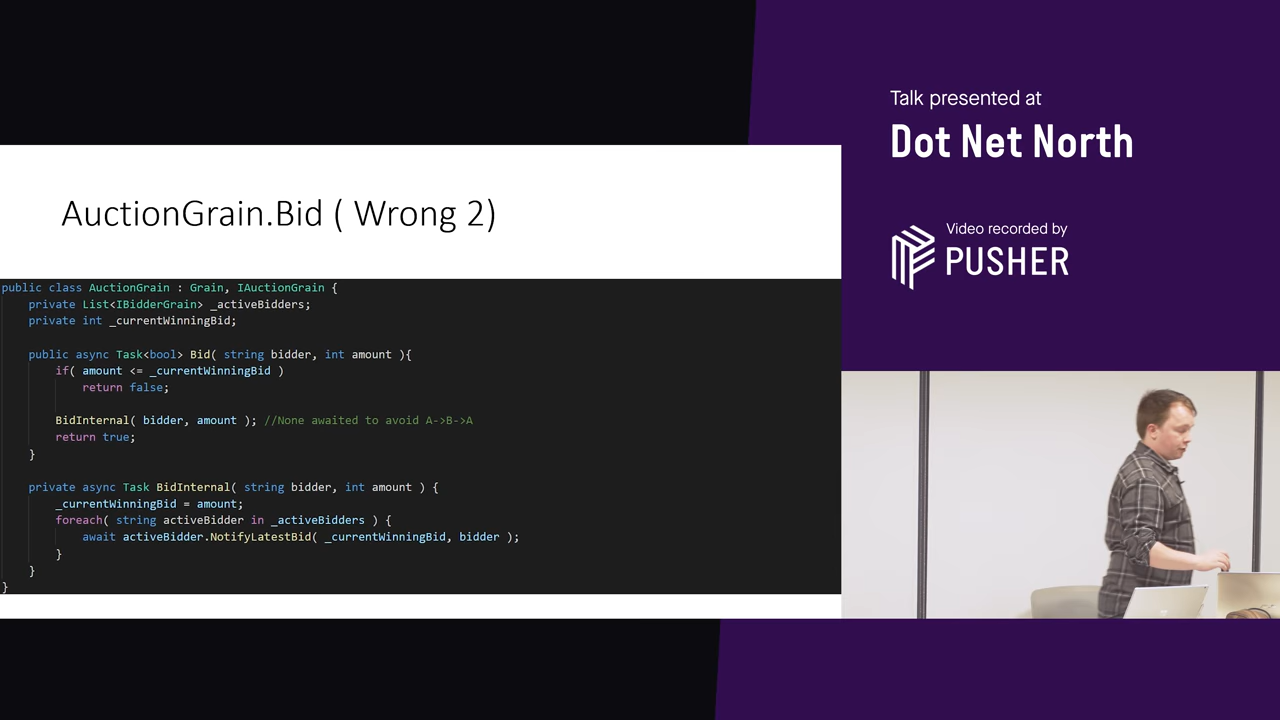 Talk presented at
Dot Net North
Video recorded by
PUSHER
AuctionGrain.Bid ( Wrong 2)
public class AuctionGrain : Grain, IAuctionGrain {
    private List<IBidderGrain> _activeBidders;
    private int _currentWinningBid;
    public async Task<bool> Bid( string bidder, int amount ){
        if( amount <= _currentWinningBid )
            return false;
        BidInternal( bidder, amount ); //None awaited to avoid A->B->A
        return true;
    }
    private async Task BidInternal( string bidder, int amount ) {
        _currentWinningBid = amount;
        foreach( string activeBidder in _activeBidders ) {
            await activeBidder.NotifyLatestBid( _currentWinningBid, bidder );
        }
    }
}